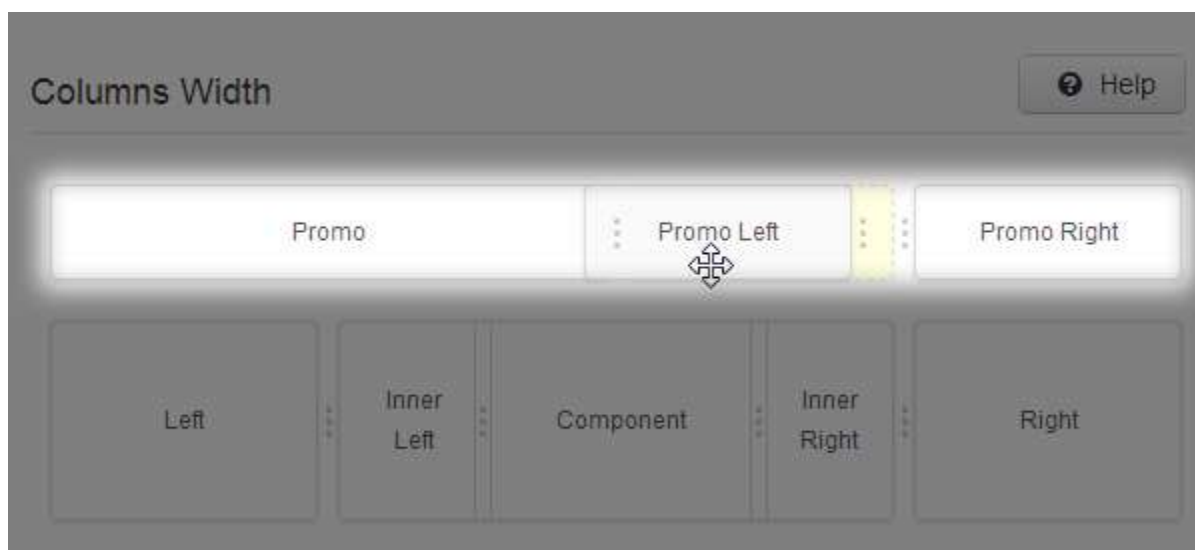 Columns Width
Help
Promo
Promo Left
Promo Right
Left
Inner
Left
Component
Inner
Right
Right